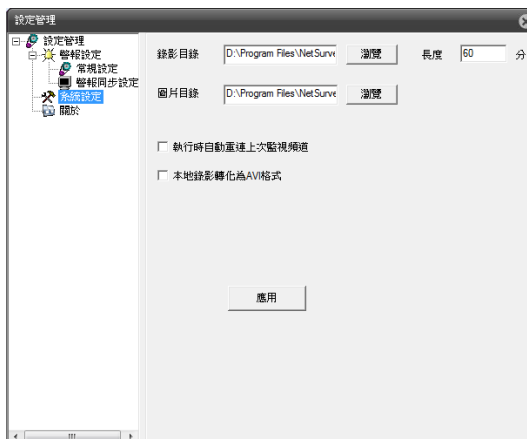 設定管理
設定管理
警報設定
常規設定
警報同步設定
系統設定
關於
錄影目錄 D:\Program Files\NetSurve 瀏覽 長度 60 分
圖片目錄 D:\Program Files\NetSurve 瀏覽
執行時自動重連上次監視頻道
本地錄影轉化為AVI格式
應用